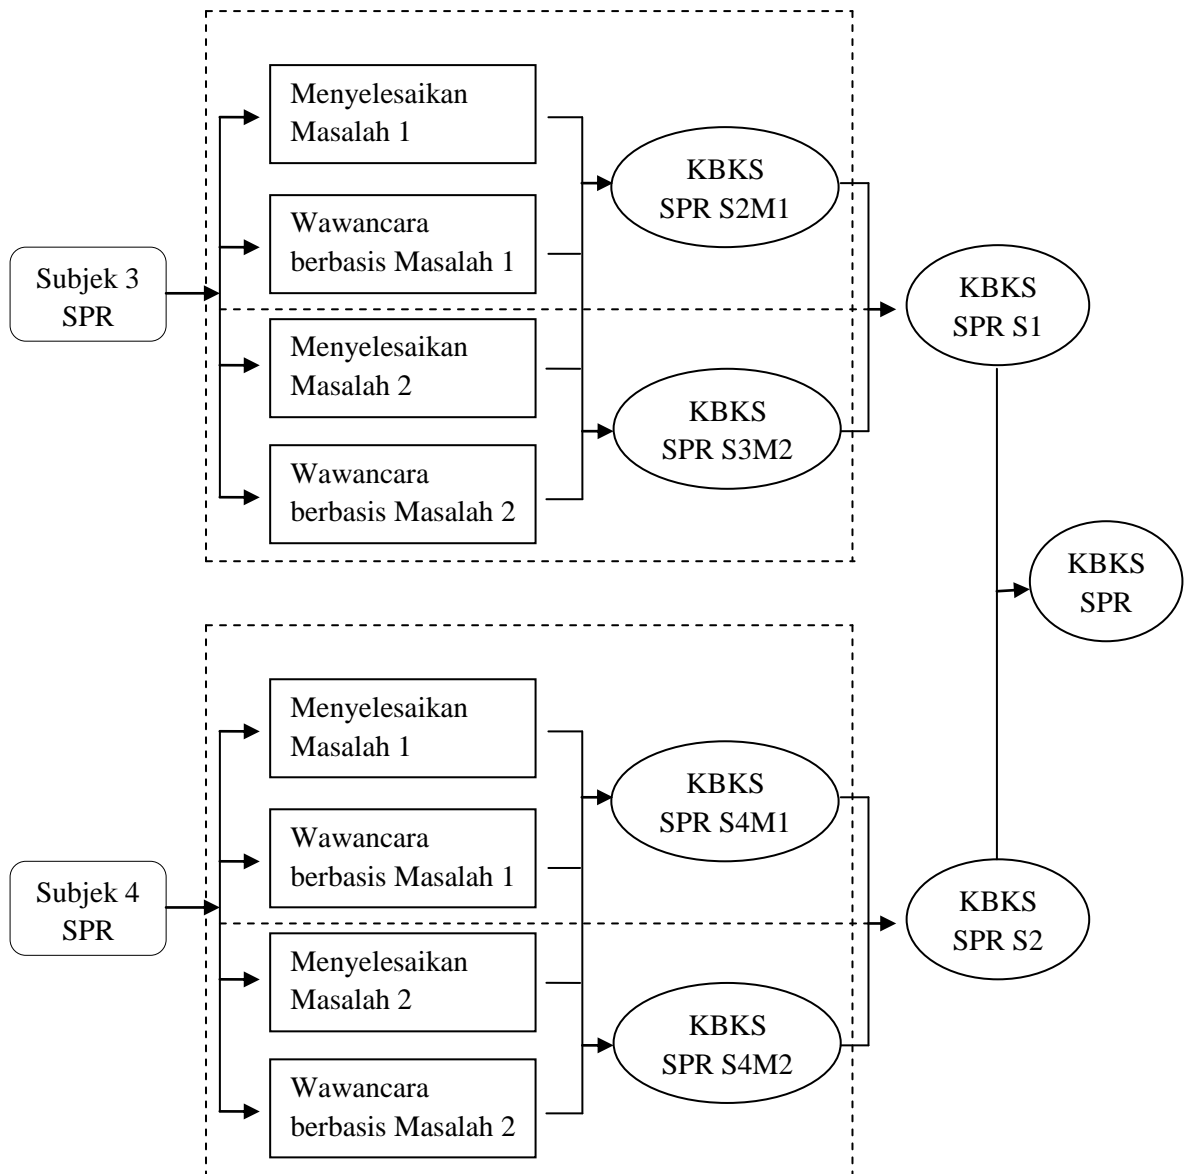 Subjek 3
SPR
Menyelesaikan
Masalah 1
Wawancara
berbasis Masalah 1
Menyelesaikan
Masalah 2
Wawancara
berbasis Masalah 2
KBKS
SPR S2M1
KBKS
SPR S3M2
KBKS
SPR S1
KBKS
SPR
Subjek 4
SPR
Menyelesaikan
Masalah 1
Wawancara
berbasis Masalah 1
Menyelesaikan
Masalah 2
Wawancara
berbasis Masalah 2
KBKS
SPR S4M1
KBKS
SPR S4M2
KBKS
SPR S2